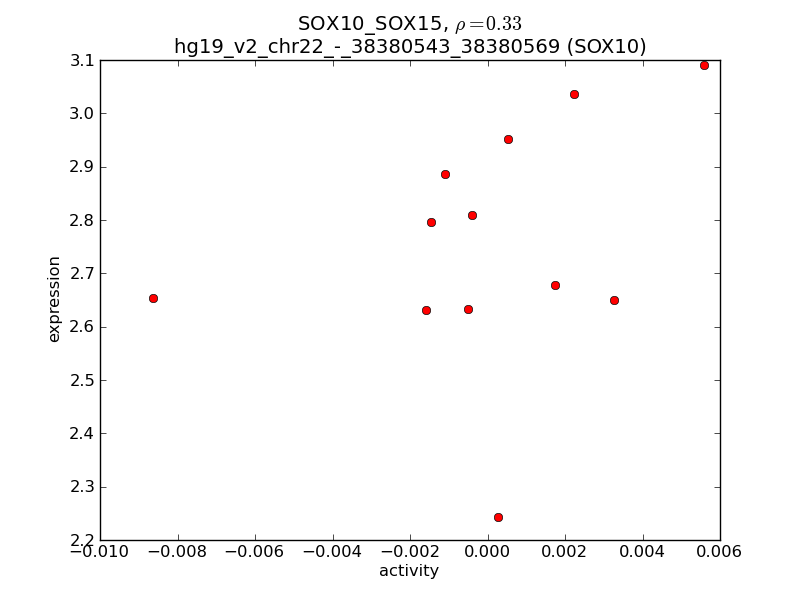 SOX10_SOX15, ρ=0.33
hg19_v2_chr22_-_38380543_38380569 (SOX10)
3.1
3.0
2.9
2.8
2.7
2.6
2.5
2.4
2.3
2.2
expression
−0.010 −0.008 −0.006 −0.004 −0.002 0.000 0.002 0.004 0.006
activity